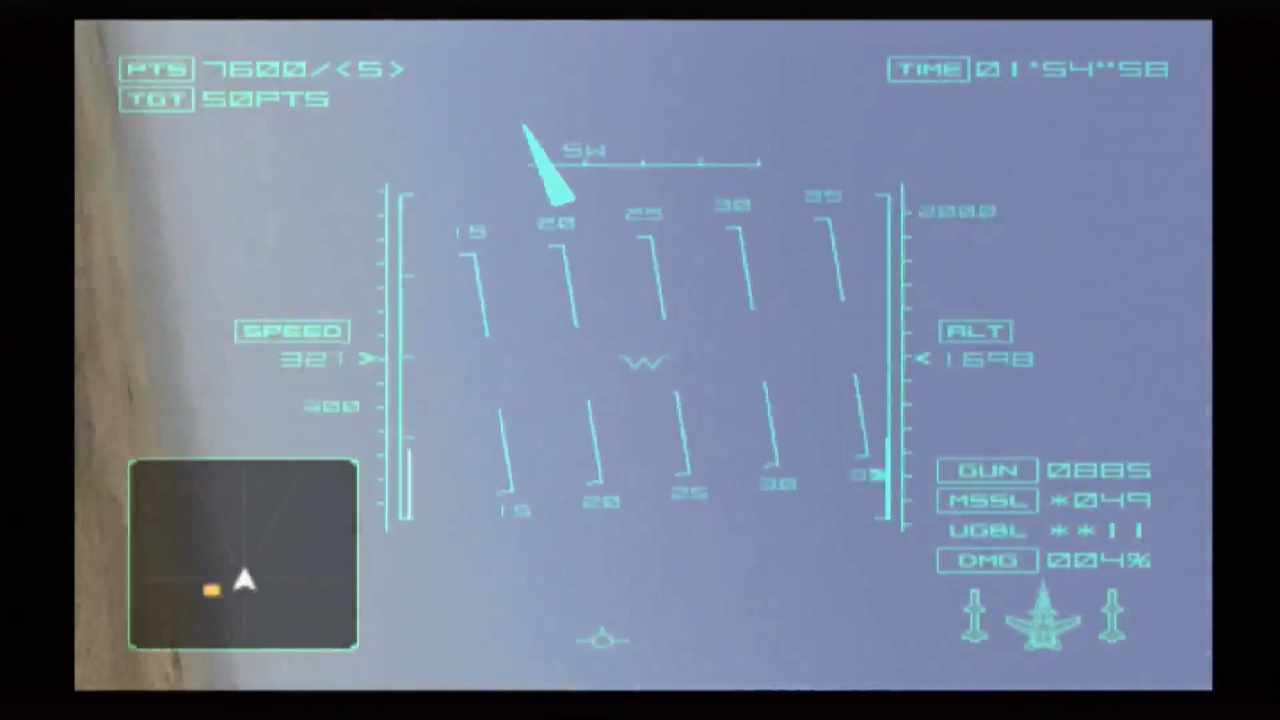 PTS 7600/<5>
TIME 01'54"58
TGT 50PTS
SW
15 20 25 30 35
2000
SPEED
321
ALT
1698
400
15 20 25 30 35
GUN 0885
MSSL *049
UGBL **11
DMG 004%